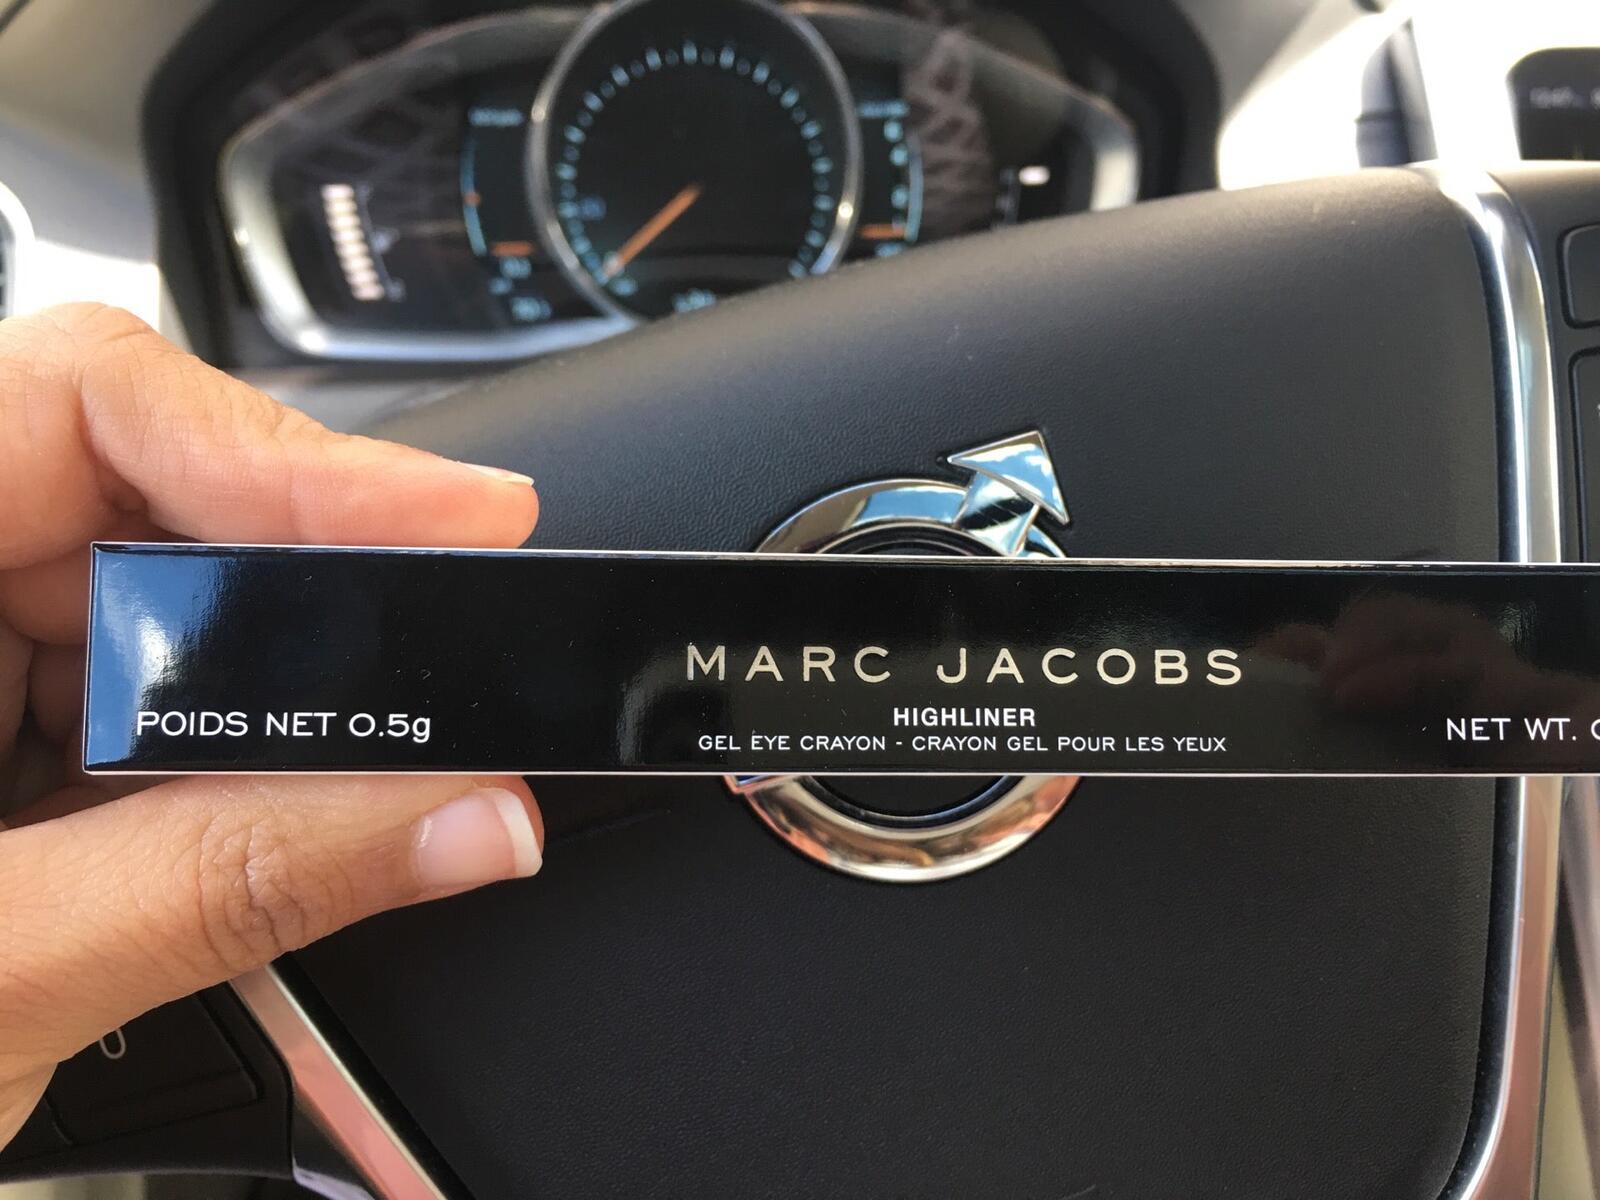 MARC JACOBS
HIGHLINER
GEL EYE CRAYON - CRAYON GEL POUR LES YEUX
POIDS NET 0.5g
NET WT.